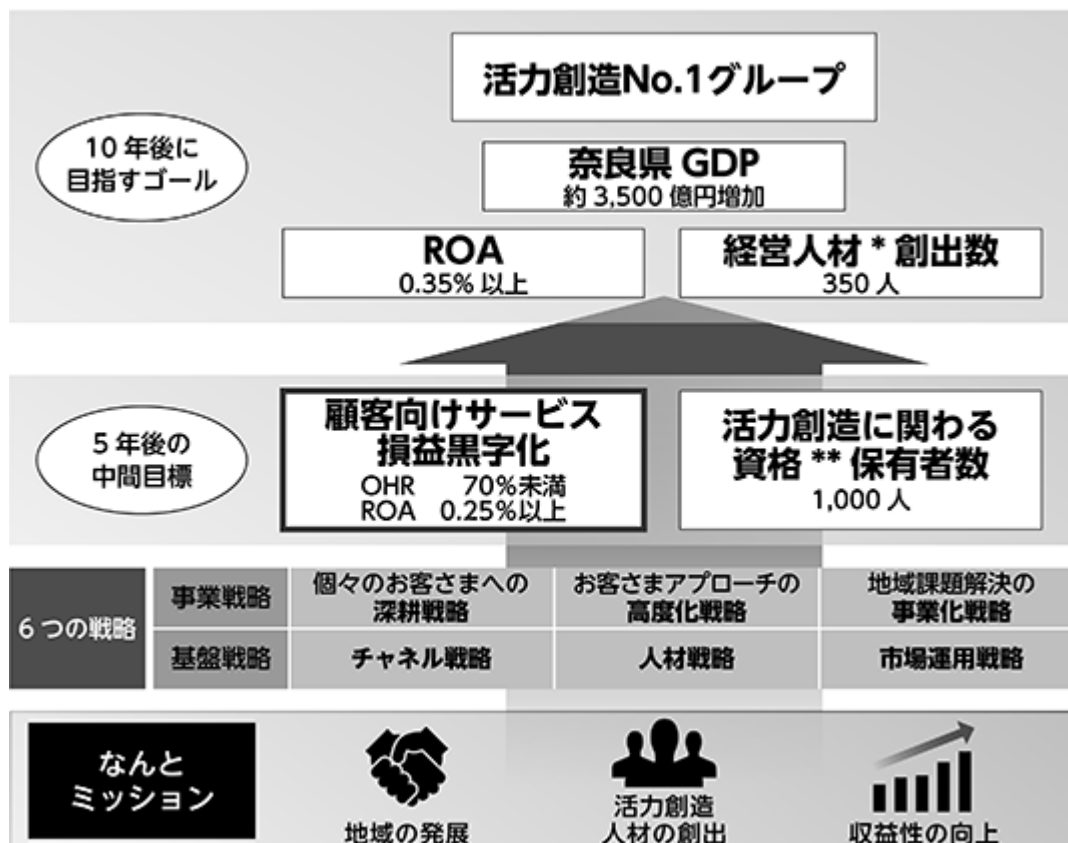 活力創造No.1グループ
10年後に
目指すゴール
奈良県 GDP
約3,500億円増加
ROA
0.35%以上
経営人材*創出数
350人
5年後の
中間目標
顧客向けサービス
損益黒字化
OHR 70%未満
ROA 0.25%以上
活力創造に関わる
資格**保有者数
1,000人
6つの戦略
事業戦略
個々のお客さまへの
深耕戦略
お客さまアプローチの
高度化戦略
地域課題解決の
事業化戦略
基盤戦略
チャネル戦略
人材戦略
市場運用戦略
なんと
ミッション
地域の発展
活力創造
人材の創出
収益性の向上